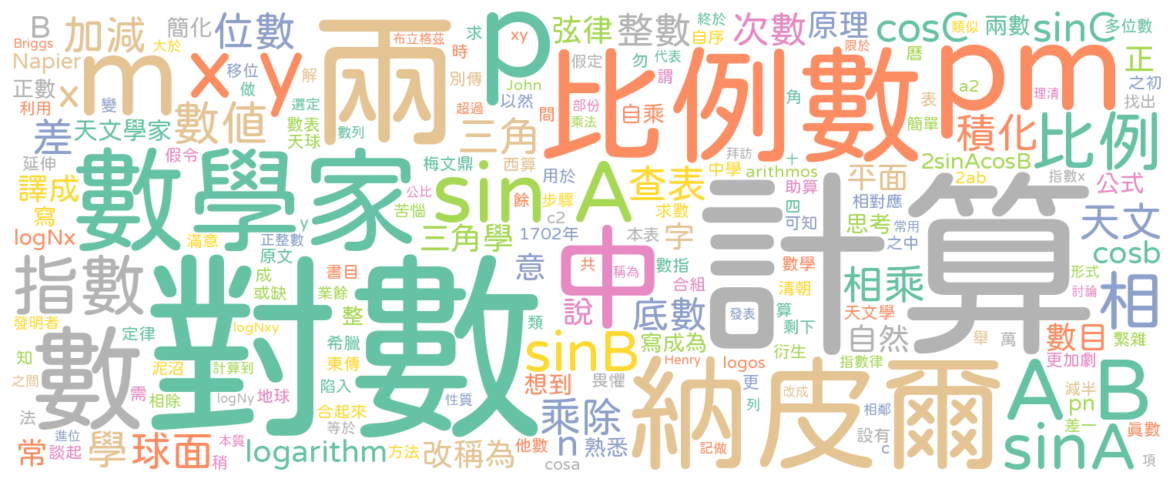 B 加減 簡化 位數 大於 兩 布立格茲 求 xy 終於 弦律 自序 整數 類似 次數 原理 cosC 兩數 sinC 多位數
Briggs Napier m xy 移位 做 時 解 別傳 John p 假定 勿 代表 限於 曆 pm 正
正數 利用 x 變 數值 選定 超過 間 以然 比例數 謂 角 表 a2 理清 之初 找出
差 天文學家 數表 天球 數列 三角 部份 乘法 自乘 簡單 積化 比例
延伸 假令 數學家 梅文鼎 西算 拜訪 中學 arithmos + 2sinAcosB
譯成 公比 餘 sin A 用於 步驟 查表 助算 平面 2ab 指數x 公式
寫 滿意 y 苦惱 c2 求數 計算 四 相對應 天文
logNx 正整數 原文 三角學 1702年 本表 字 可知 思考 常用 之中 cosb
指數 成 或缺 對數 書目 業餘 意 中 共 稱為 數指 合組 數學 清朝 相乘 形式 討論 相
發明者 定律 logNxy 整 類 說 底數 發表 算 剩下 天文學 自然 舉 萬 數目 繁雜
知 數 泥沼 計算到 希臘 東傳 sinB 寫成為 Henry logos 衍生 指數律 更加劇
之間 需 相除 logNy 地球 陷入 性質 想到 畏懼 納皮爾 更 改成 列 A B 減半 pn 差一
法 合起來 等於 乘除 相鄰 設有 c 眞數
常 進位 談起 學 球面 本質 稍 logarithm 方法 改稱為 他數 n 熟悉 cosa 記做 sinA 項